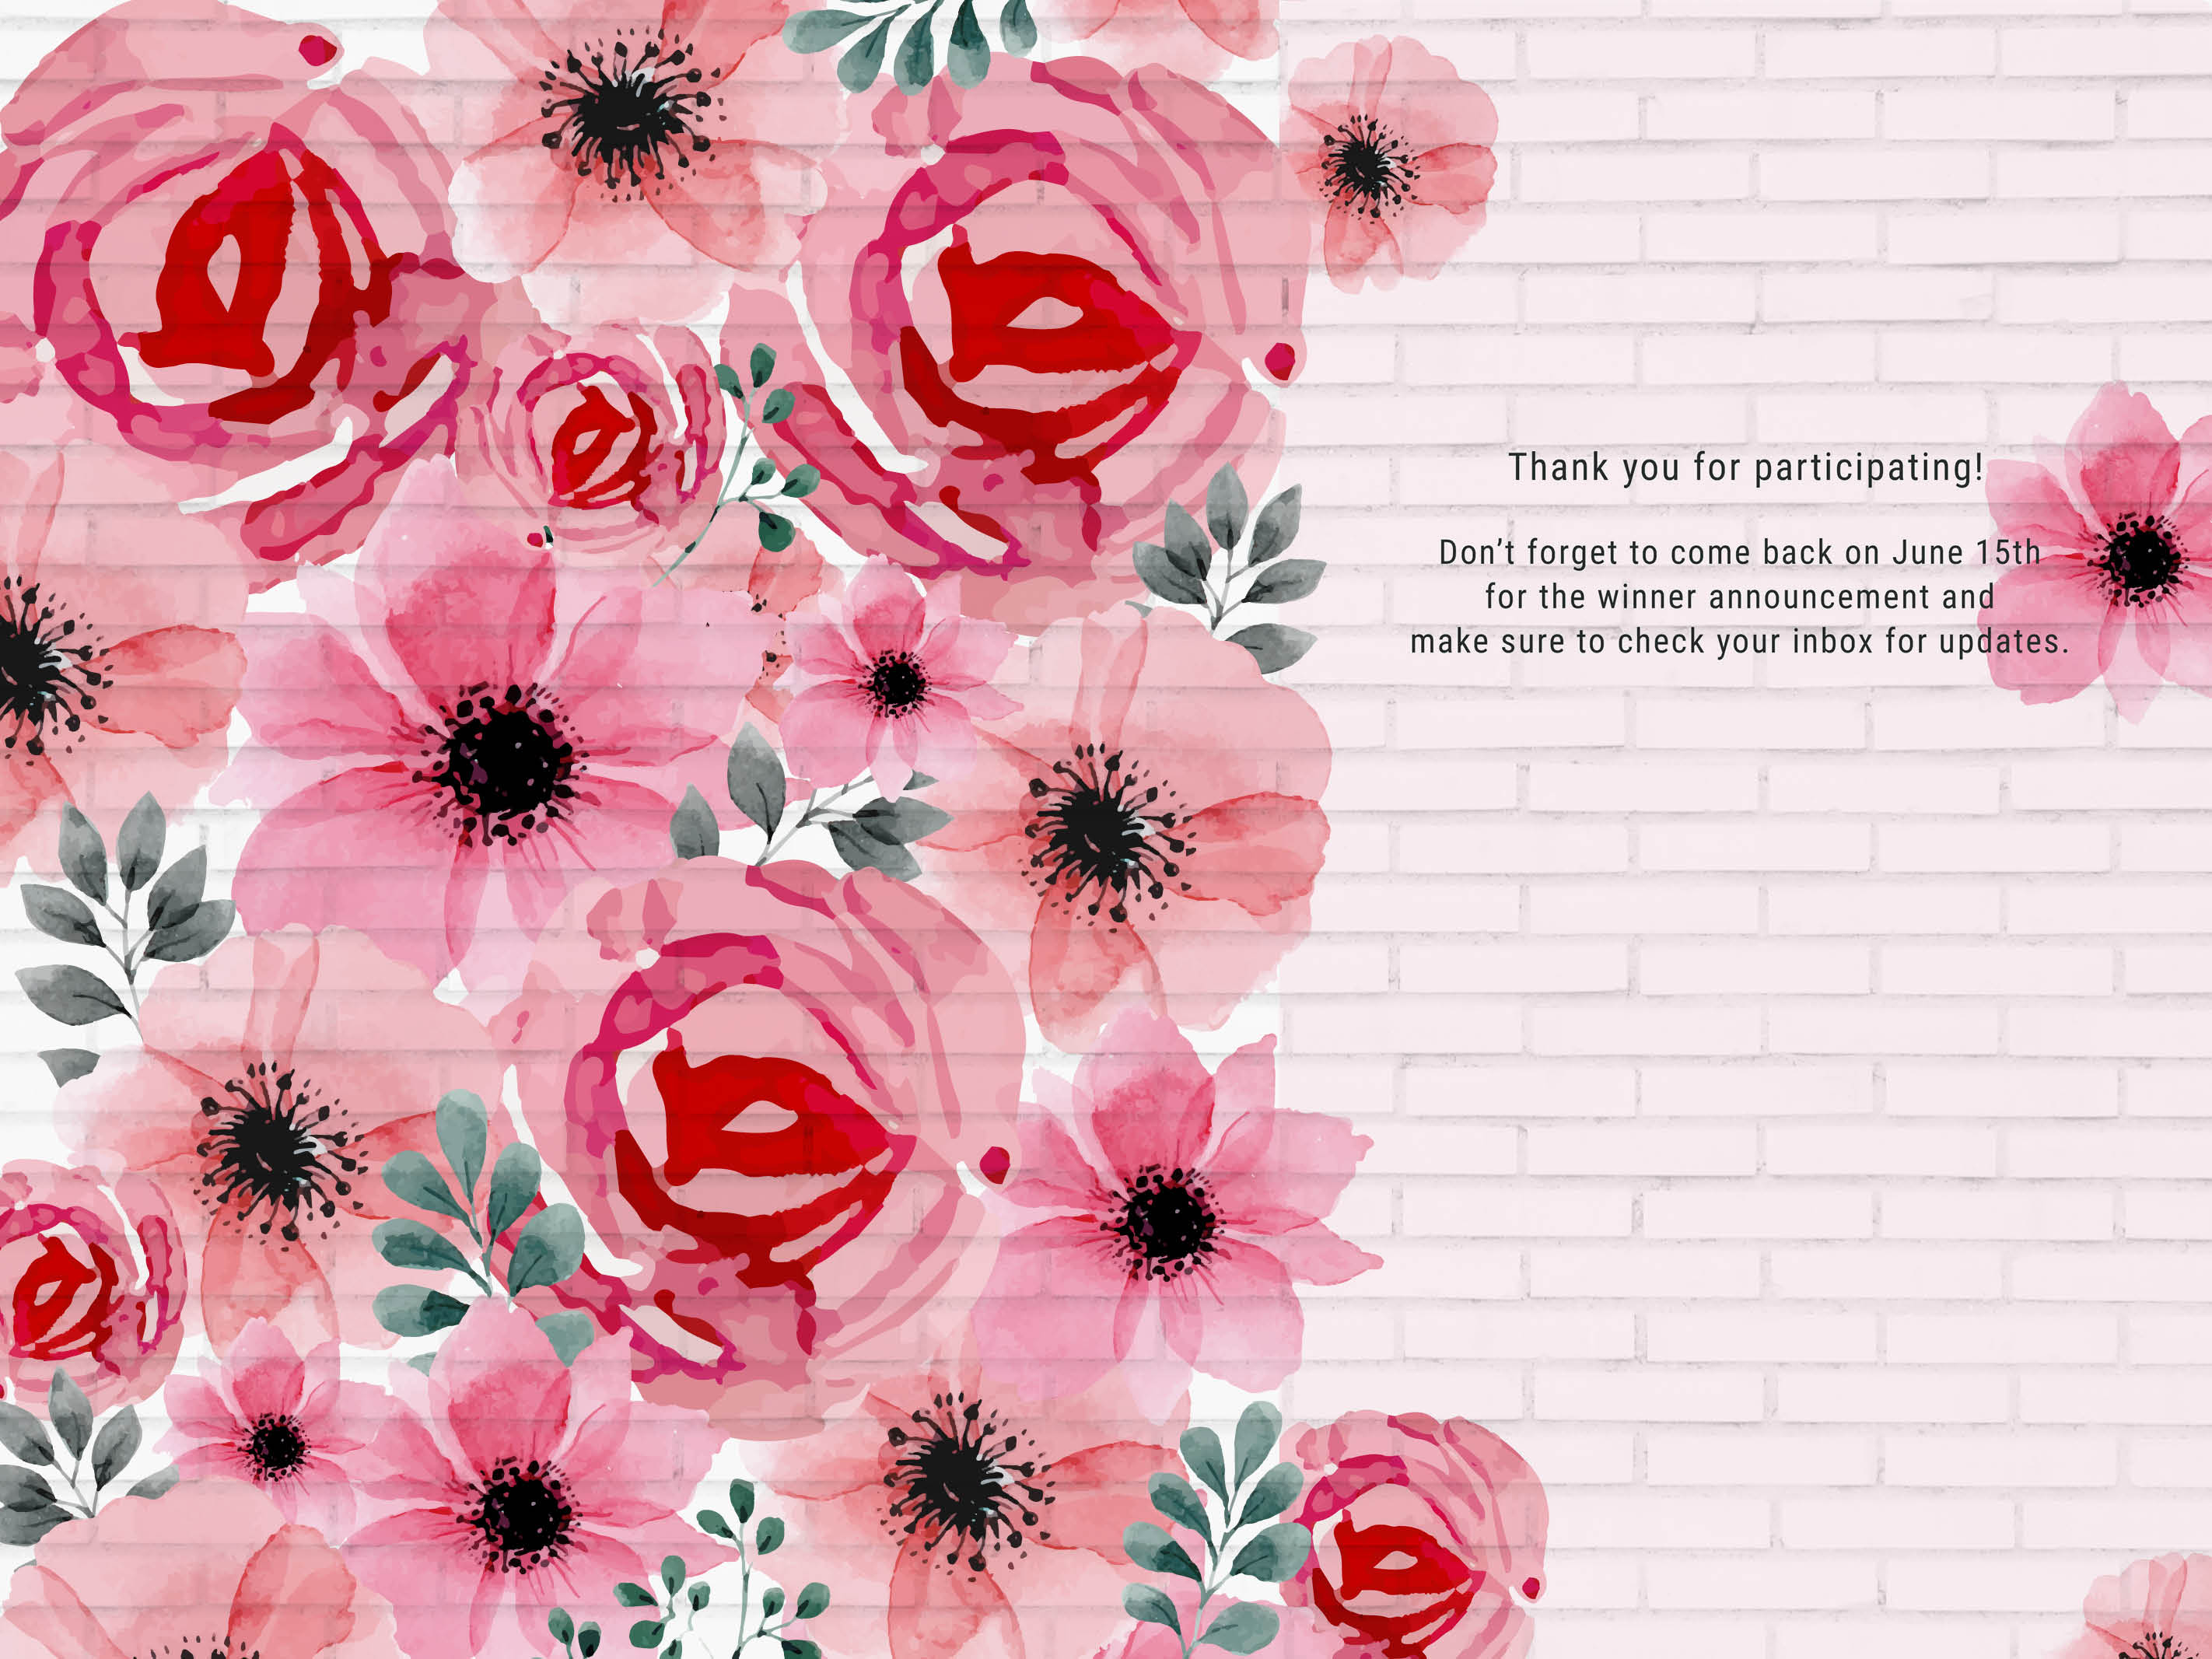 Thank you for participating!
Don’t forget to come back on June 15th
for the winner announcement and
make sure to check your inbox for updates.